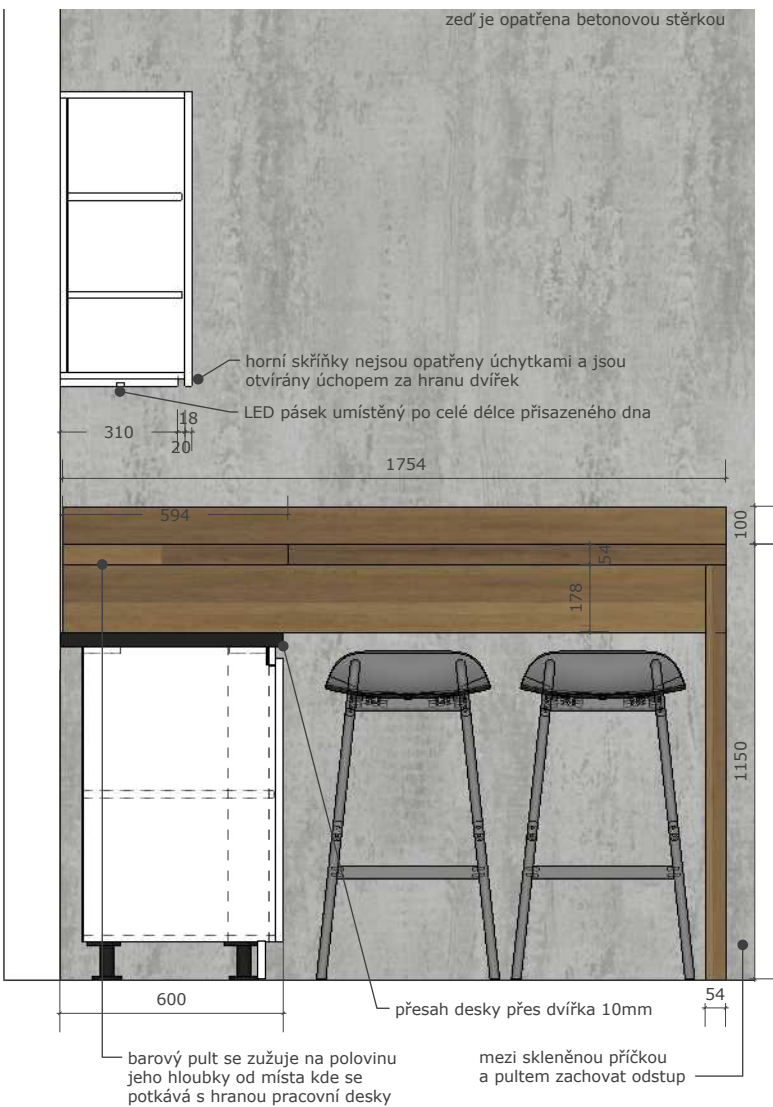 zeď je opatřena betonovou stěrkou
horní skříňky nejsou opatřeny úchytkami a jsou
otvírány úchopem za hranu dvířek
LED pásek umístěný po celé délce přisazeného dna
310
18
20
1754
594
100
54
178
1150
600
54
přesah desky přes dvířka 10mm
barový pult se zužuje na polovinu
jeho hloubky od místa kde se
potkává s hranou pracovní desky
mezi skleněnou příčkou
a pultem zachovat odstup